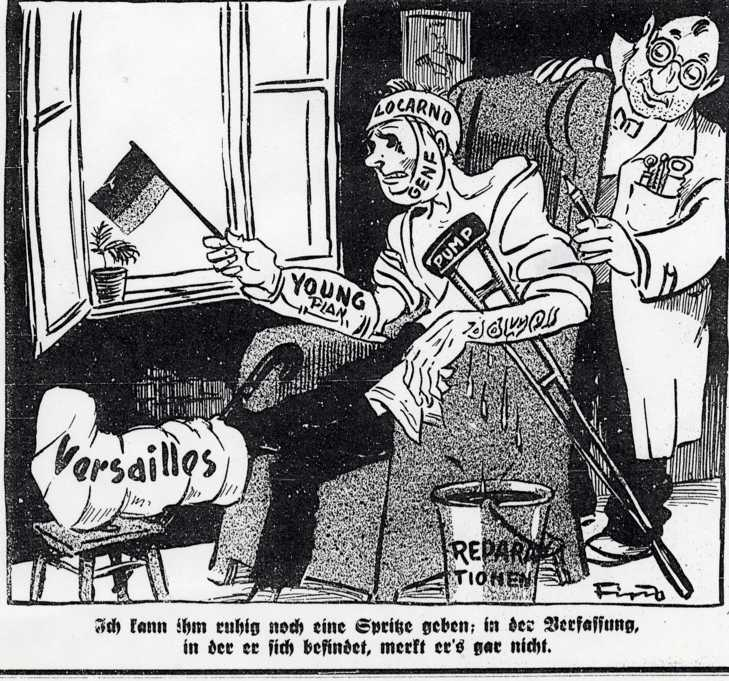 LOCARNO
GENF
PUMP
YOUNG
PLAN
DAWES
Versailles
REPARA
TIONEN
Ich kann ihm ruhig noch eine Spritze geben; in der Verfassung,
in der er sich befindet, merkt er's gar nicht.